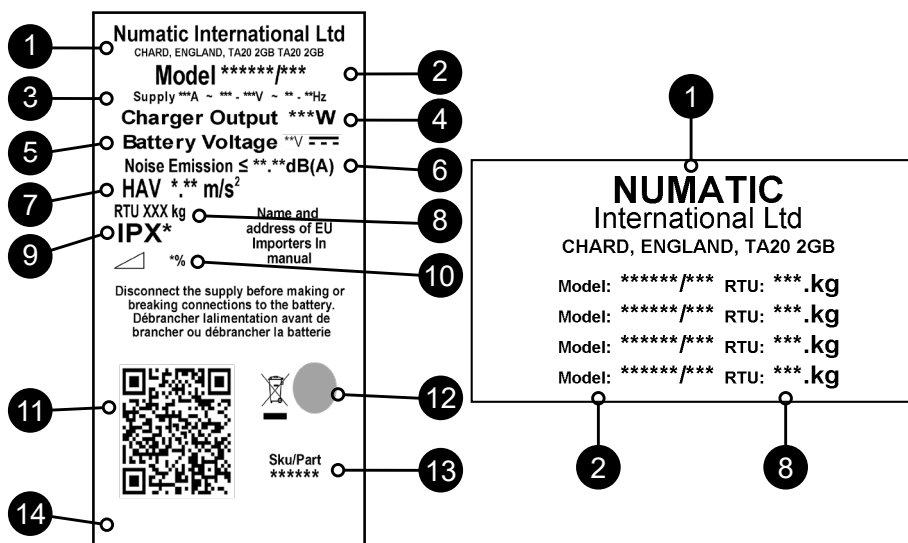 Numatic International Ltd
CHARD, ENGLAND, TA20 2GB TA20 2GB
Model ******/***
Supply ***A ~ *** - ***V ~ ** - **Hz
Charger Output ***W
Battery Voltage **V
Noise Emission ≤ **.**dB(A)
HAV *.** m/s²
RTU XXX kg
IPX*
Name and
address of EU
Importers In
manual
*%
Disconnect the supply before making or
breaking connections to the battery.
Débrancher lalimentation avant de
brancher ou débrancher la batterie
Sku/Part
******
1
2
3
4
5
6
7
8
9
10
11
12
13
14
1
NUMATIC
International Ltd
CHARD, ENGLAND, TA20 2GB
Model: ******/*** RTU: ***.kg
Model: ******/*** RTU: ***.kg
Model: ******/*** RTU: ***.kg
Model: ******/*** RTU: ***.kg
2
8